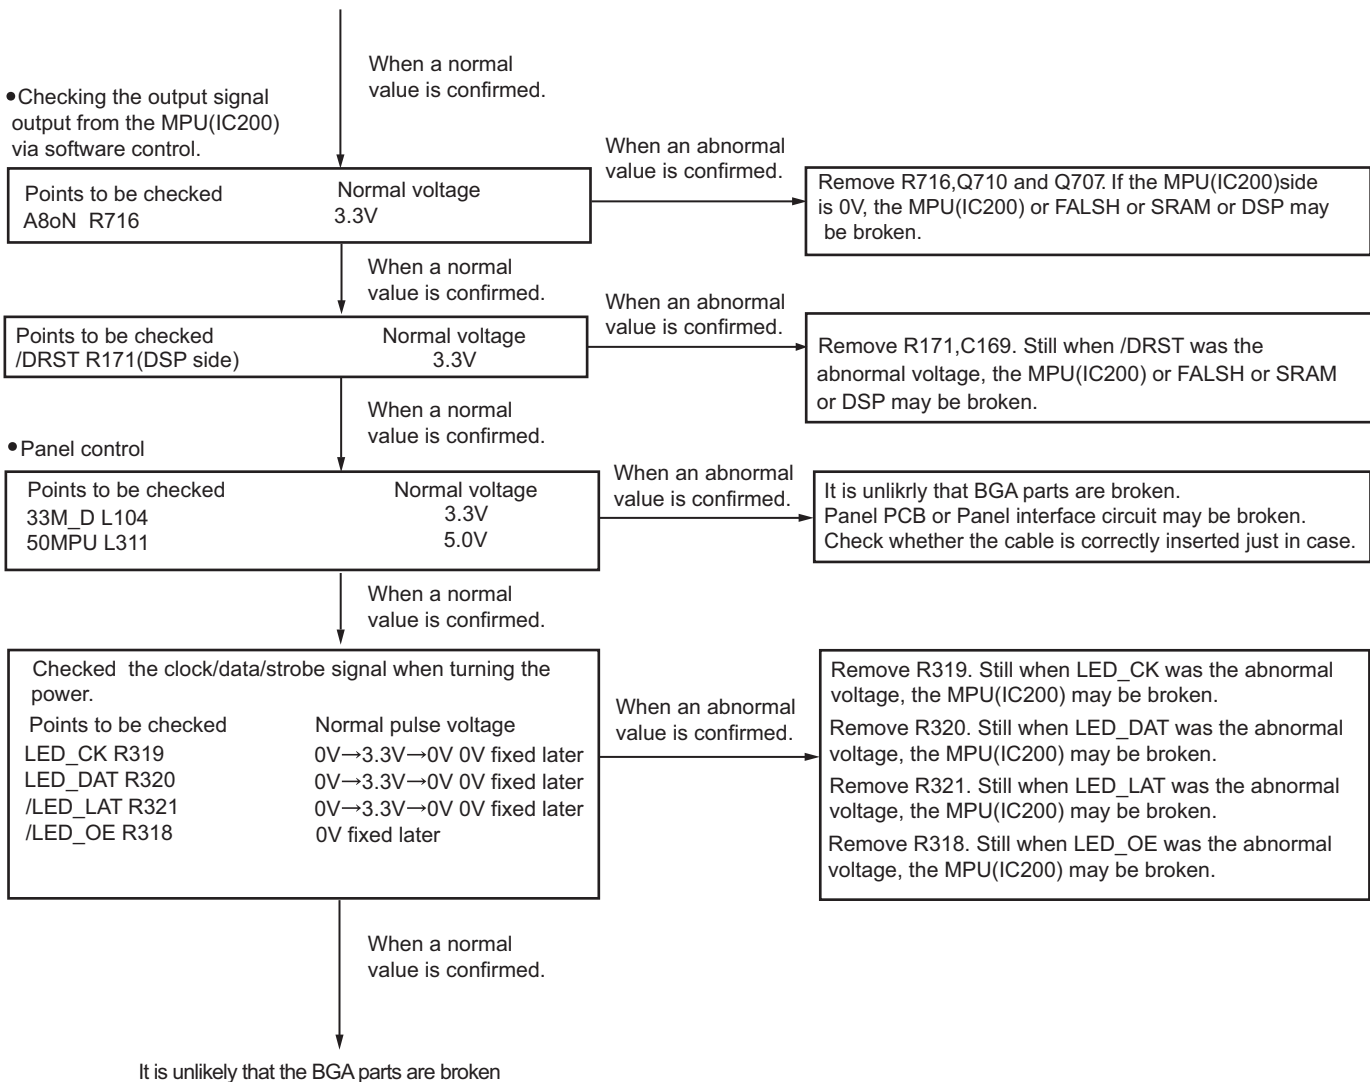 When a normal
value is confirmed.
•Checking the output signal
output from the MPU(IC200)
via software control.
When an abnormal
value is confirmed.
Points to be checked Normal voltage
A8oN R716 3.3V
Remove R716,Q710 and Q707. If the MPU(IC200)side
is 0V, the MPU(IC200) or FALSH or SRAM or DSP may
be broken.
When a normal
value is confirmed.
When an abnormal
value is confirmed.
Points to be checked Normal voltage
/DRST R171(DSP side) 3.3V
Remove R171,C169. Still when /DRST was the
abnormal voltage, the MPU(IC200) or FALSH or SRAM
or DSP may be broken.
When a normal
value is confirmed.
•Panel control
When an abnormal
value is confirmed.
Points to be checked Normal voltage
33M_D L104 3.3V
50MPU L311 5.0V
It is unlikrly that BGA parts are broken.
Panel PCB or Panel interface circuit may be broken.
Check whether the cable is correctly inserted just in case.
When a normal
value is confirmed.
Checked the clock/data/strobe signal when turning the
power.
Points to be checked Normal pulse voltage
LED_CK R319 0V→3.3V→0V 0V fixed later
LED_DAT R320 0V→3.3V→0V 0V fixed later
/LED_LAT R321 0V→3.3V→0V 0V fixed later
/LED_OE R318 0V fixed later
When an abnormal
value is confirmed.
Remove R319. Still when LED_CK was the abnormal
voltage, the MPU(IC200) may be broken.
Remove R320. Still when LED_DAT was the abnormal
voltage, the MPU(IC200) may be broken.
Remove R321. Still when LED_LAT was the abnormal
voltage, the MPU(IC200) may be broken.
Remove R318. Still when LED_OE was the abnormal
voltage, the MPU(IC200) may be broken.
When a normal
value is confirmed.
It is unlikely that the BGA parts are broken